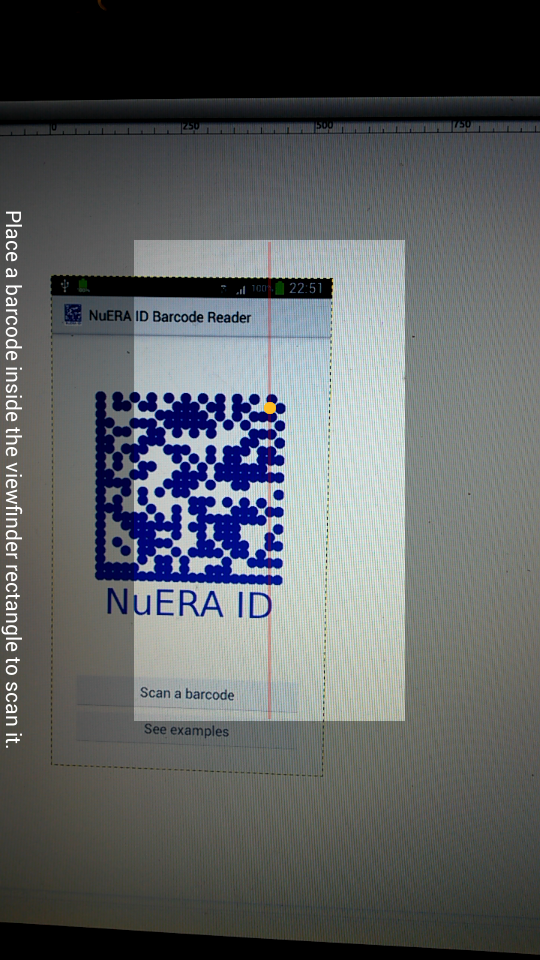 0 250 500 750
100% 22:51
NuERA ID Barcode Reader
NuERA ID
Scan a barcode
See examples
Place a barcode inside the viewfinder rectangle to scan it.